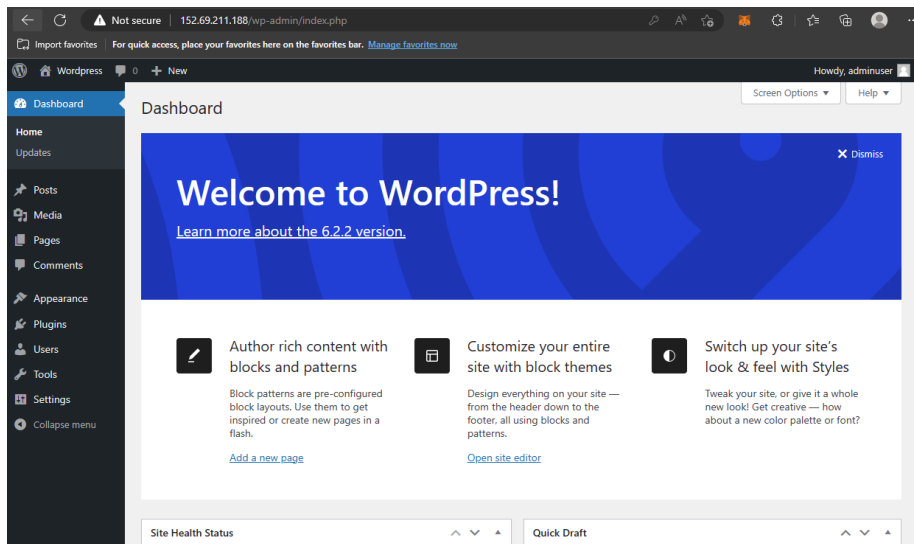 Not secure 152.69.211.188/wp-admin/index.php
Import favorites For quick access, place your favorites here on the favorites bar. Manage favorites now
Wordpress 0 + New Howdy, adminuser
Screen Options Help
Dashboard
Home
Updates
Posts
Media
Pages
Comments
Appearance
Plugins
Users
Tools
Settings
Collapse menu
Dashboard
Dismiss
Welcome to WordPress!
Learn more about the 6.2.2 version.
Author rich content with
blocks and patterns
Block patterns are pre-configured
block layouts. Use them to get
inspired or create new pages in a
flash.
Add a new page
Customize your entire
site with block themes
Design everything on your site —
from the header down to the
footer, all using blocks and
patterns.
Open site editor
Switch up your site's
look & feel with Styles
Tweak your site, or give it a whole
new look! Get creative — how
about a new color palette or font?
Site Health Status
Quick Draft